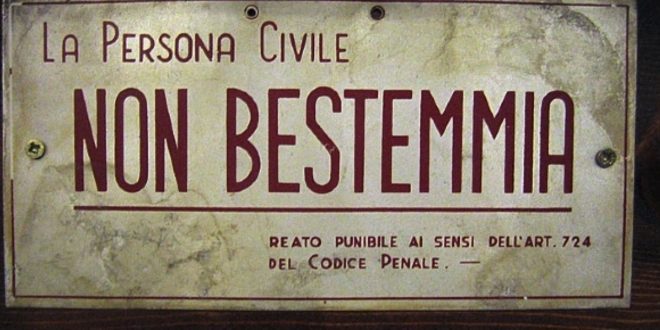 La Persona Civile
NON BESTEMMIA
REATO PUNIBILE AI SENSI DELL'ART. 724
DEL CODICE PENALE. —